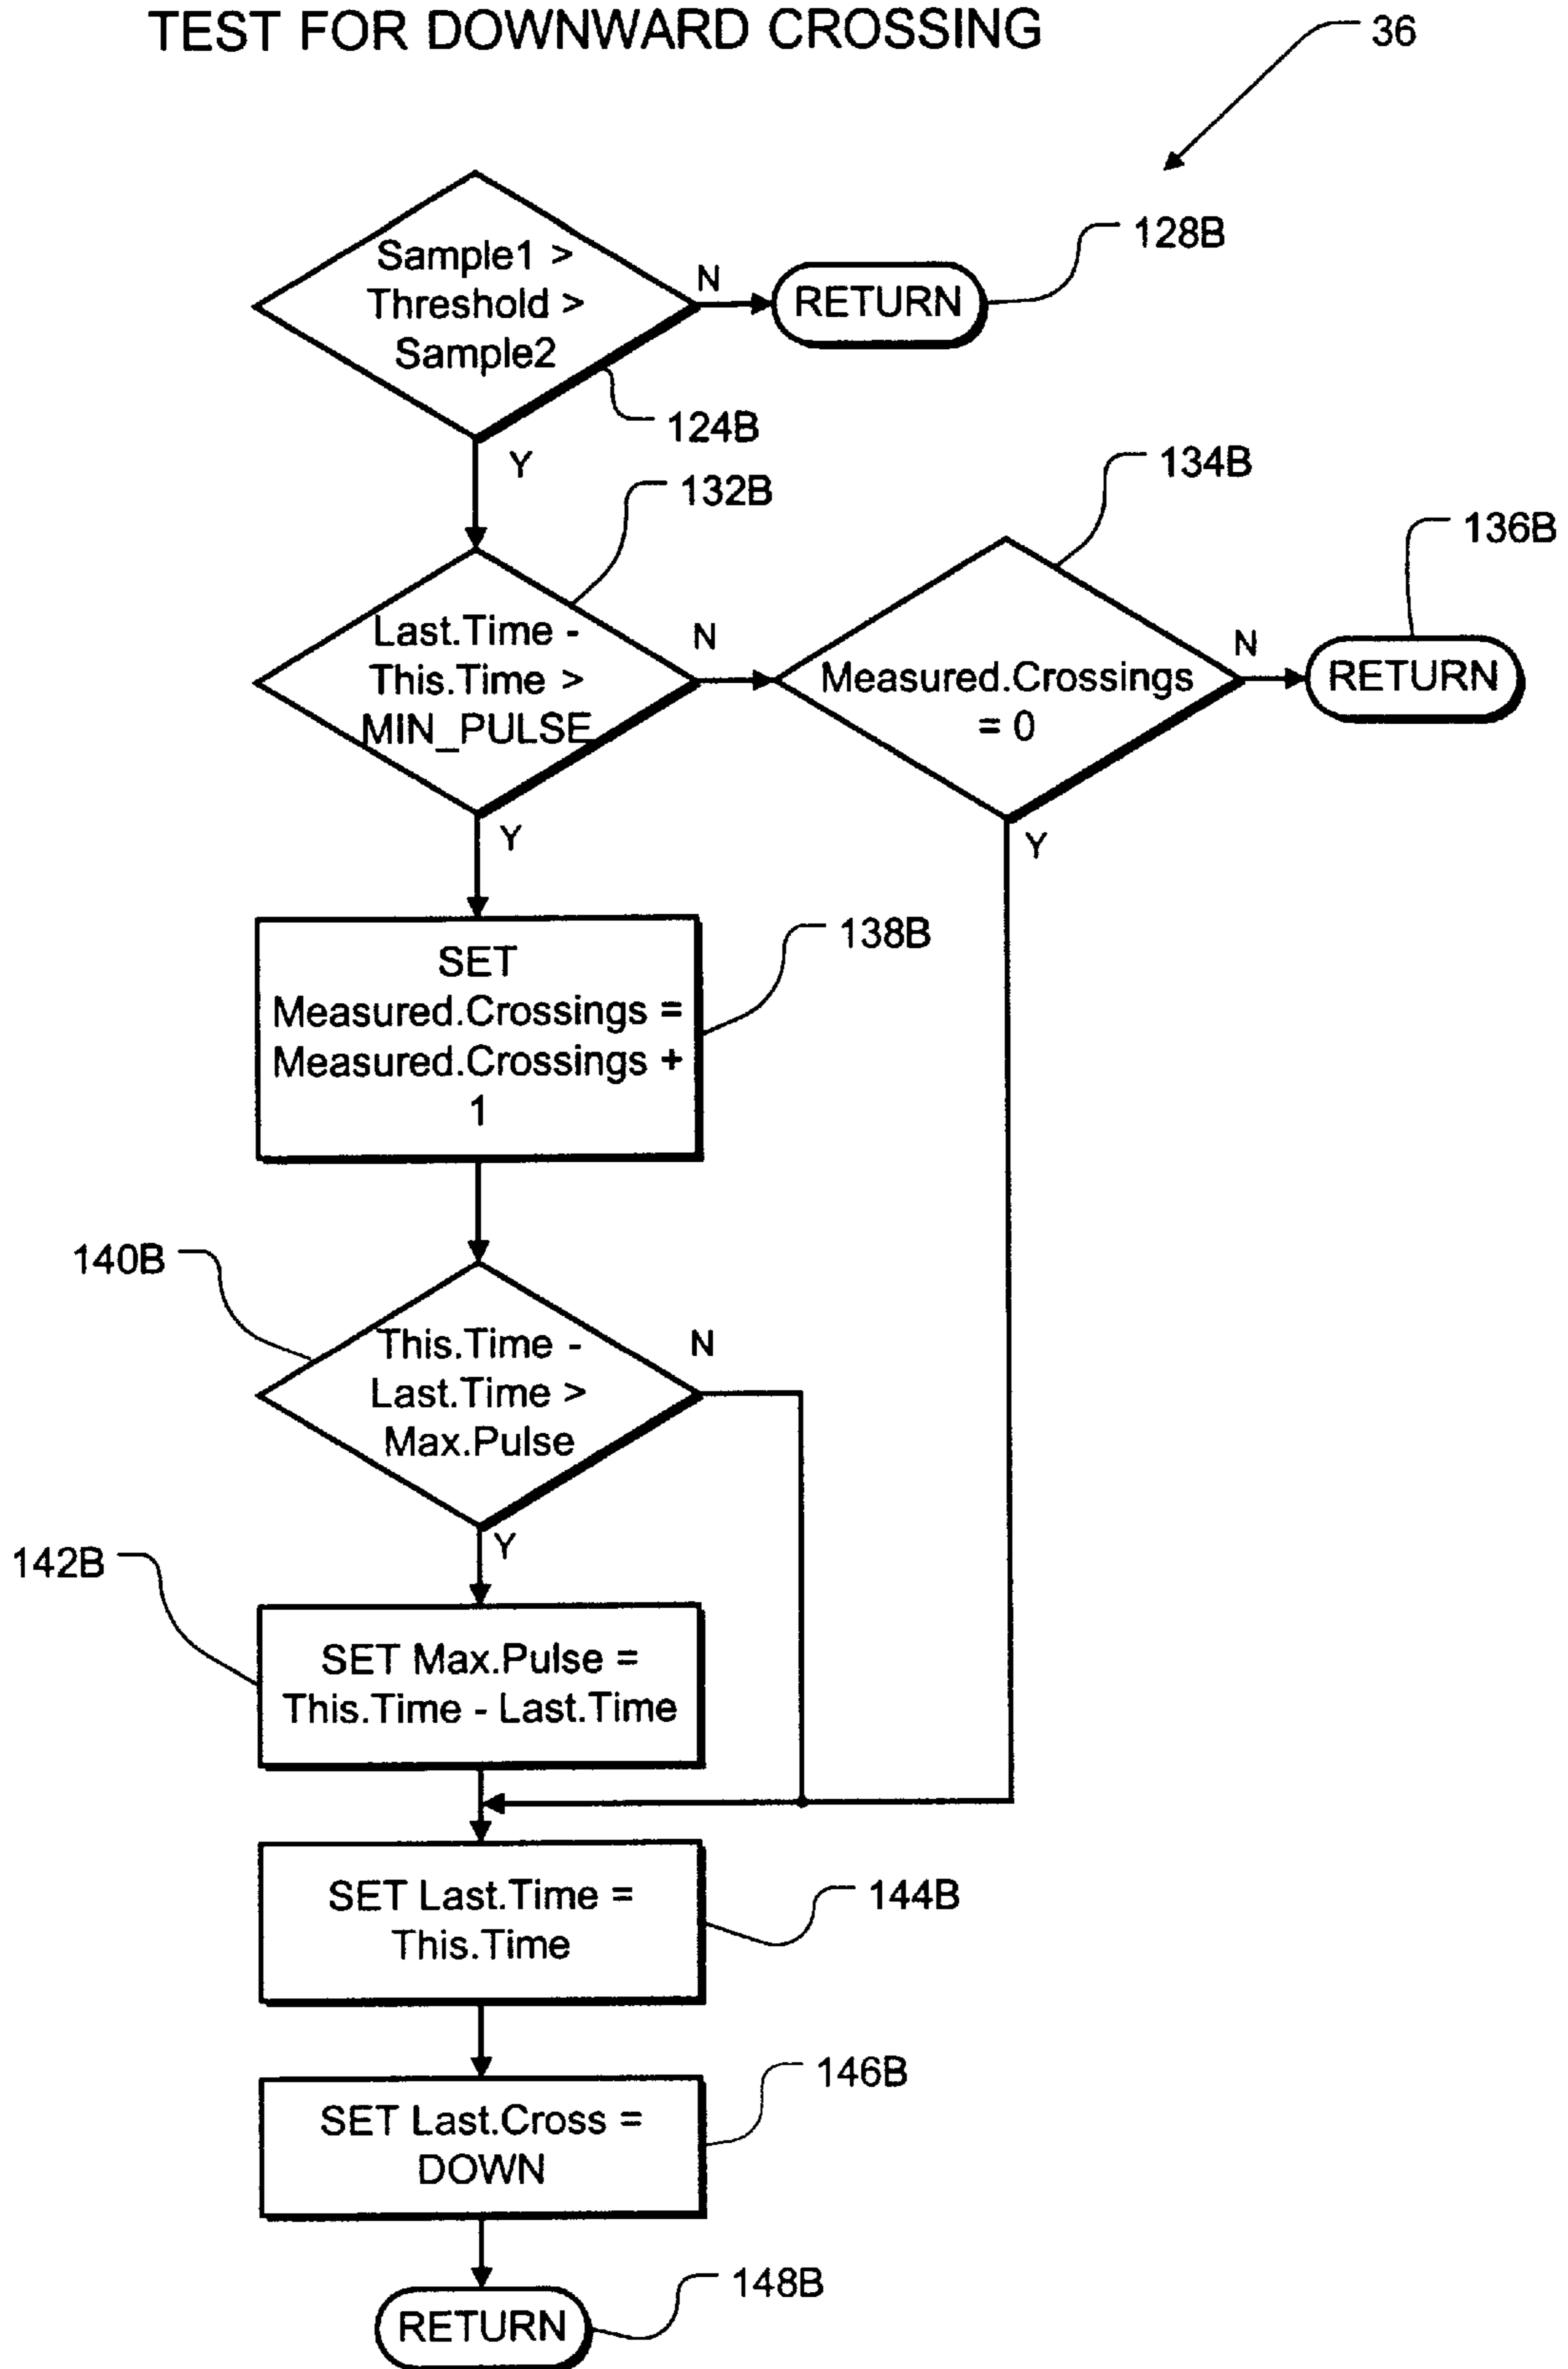 TEST FOR DOWNWARD CROSSING
36
Sample1 >
Threshold >
Sample2
N
RETURN
128B
124B
Y
132B
134B
136B
Last.Time -
This.Time >
MIN_PULSE
N
Measured.Crossings
= 0
N
RETURN
Y
Y
138B
SET
Measured.Crossings =
Measured.Crossings +
1
140B
This.Time -
Last.Time >
Max.Pulse
N
Y
142B
SET Max.Pulse =
This.Time - Last.Time
SET Last.Time =
This.Time
144B
146B
SET Last.Cross =
DOWN
148B
RETURN